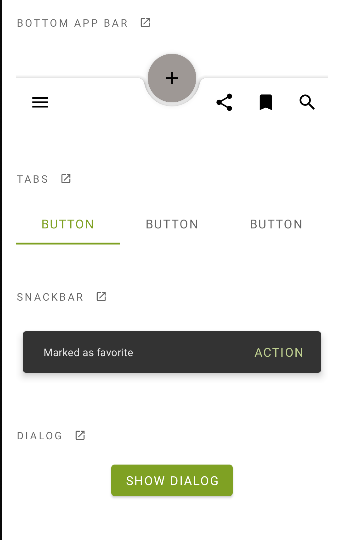 BOTTOM APP BAR
TABS
BUTTON BUTTON BUTTON
SNACKBAR
Marked as favorite ACTION
DIALOG
SHOW DIALOG